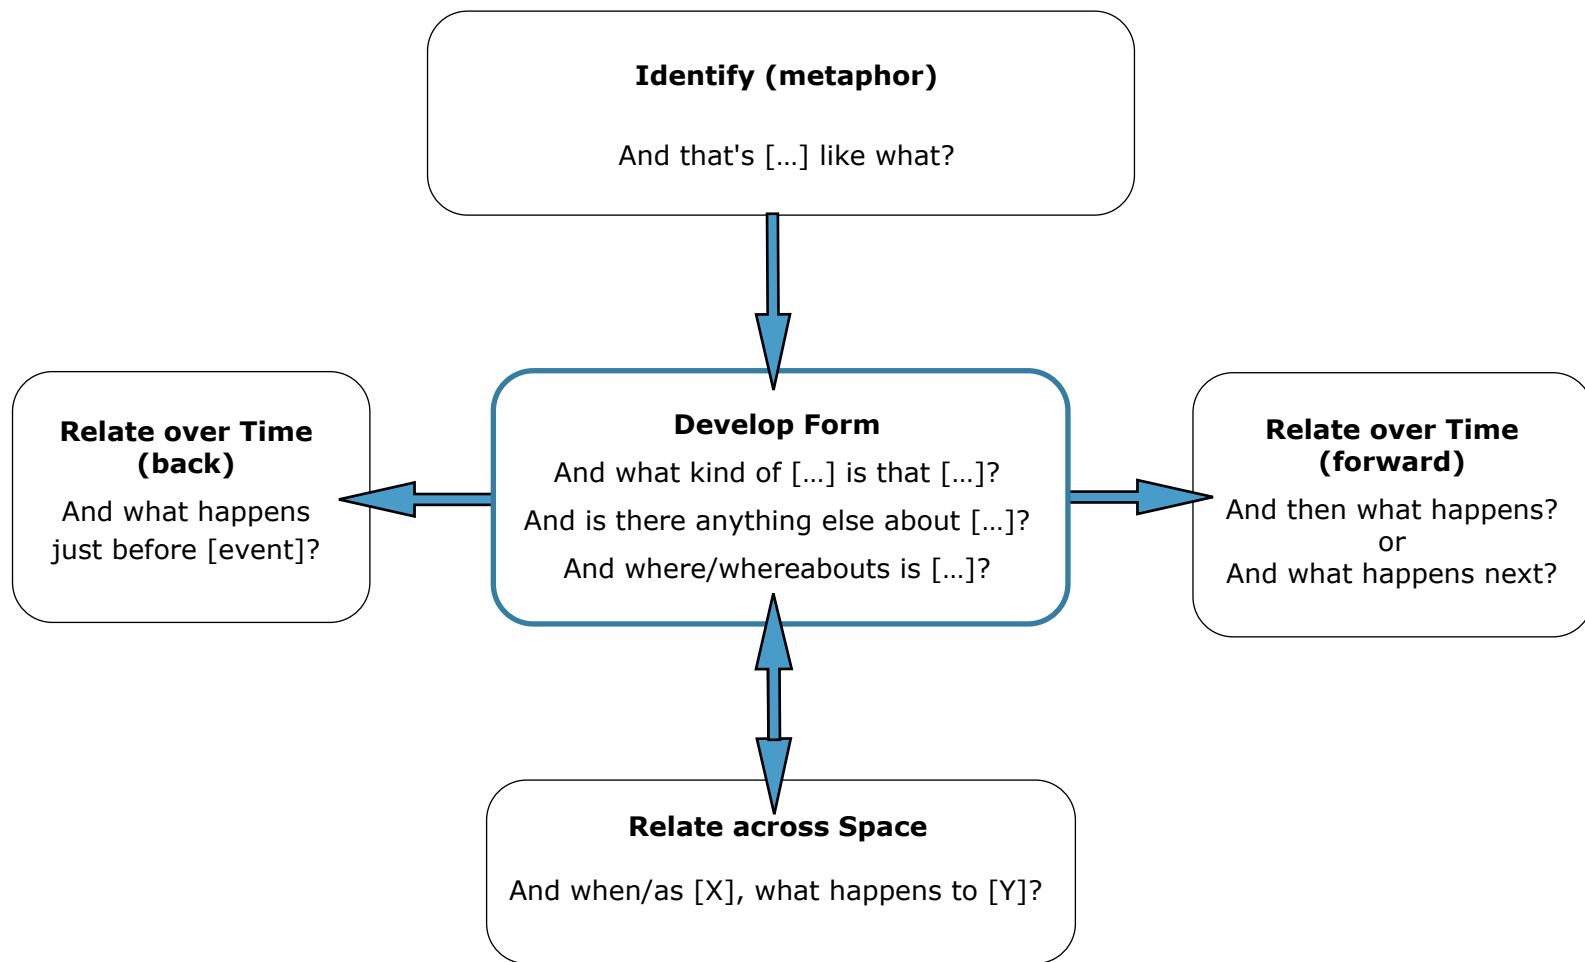 Identify (metaphor)
And that's […] like what?
Relate over Time
(back)
And what happens
just before [event]?
Develop Form
And what kind of […] is that […]?
And is there anything else about […]?
And where/whereabouts is […]?
Relate over Time
(forward)
And then what happens?
or
And what happens next?
Relate across Space
And when/as [X], what happens to [Y]?